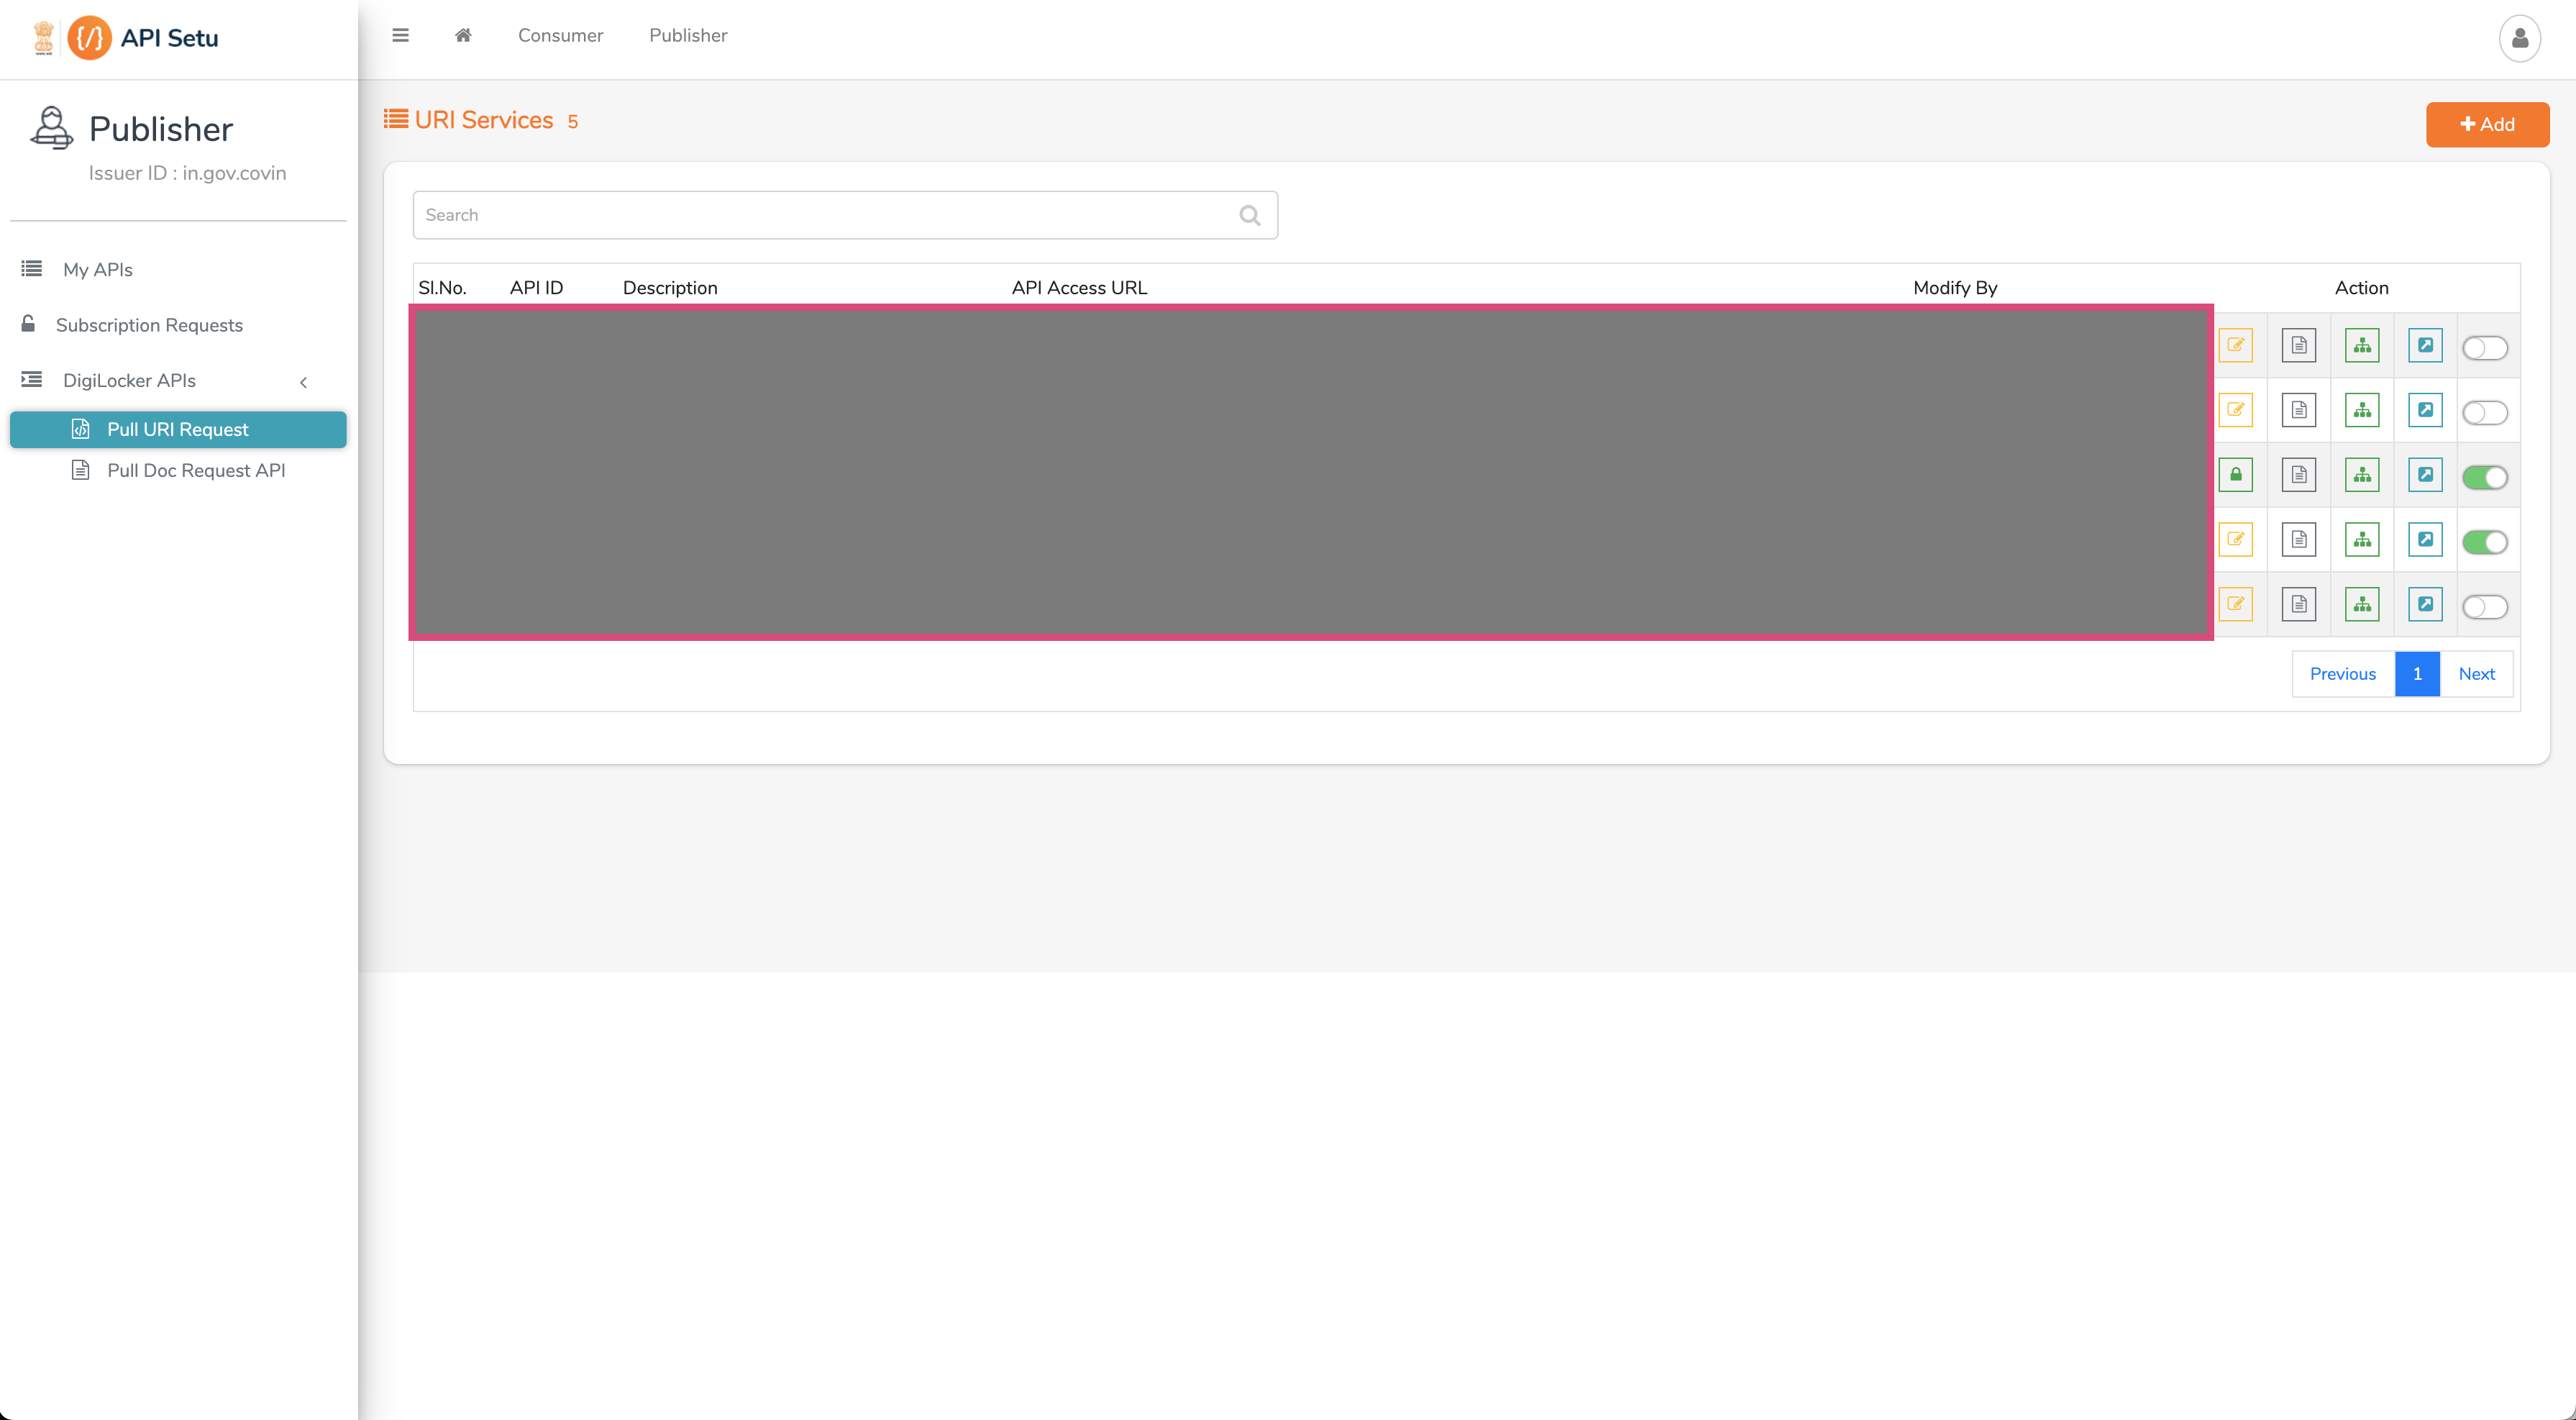 API Setu
Consumer
Publisher
Publisher
Issuer ID : in.gov.covin
My APIs
Subscription Requests
DigiLocker APIs
Pull URI Request
Pull Doc Request API
URI Services 5
Add
Search
Sl.No. API ID Description API Access URL Modify By Action
Previous 1 Next